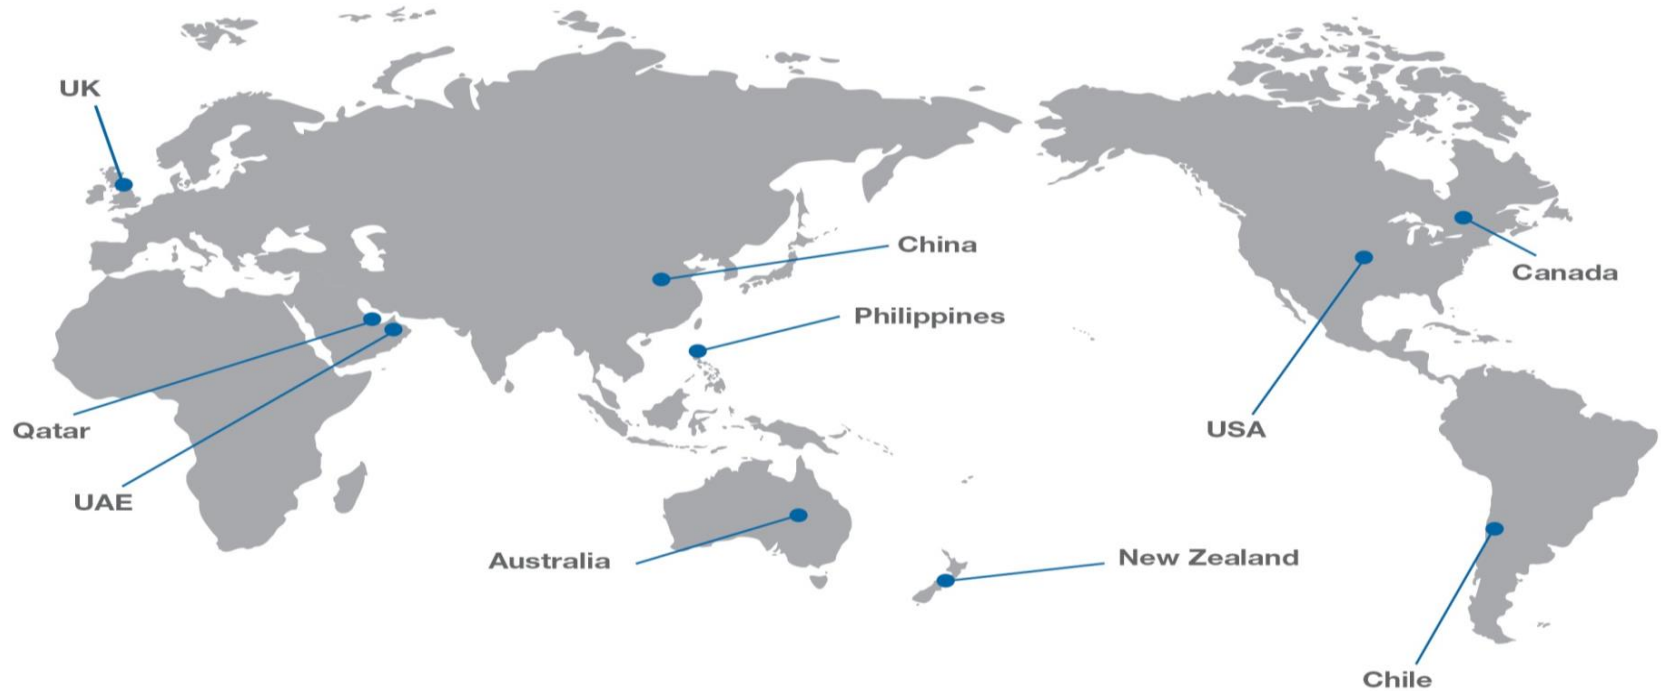 UK
China
Canada
Philippines
Qatar
USA
UAE
Australia
New Zealand
Chile